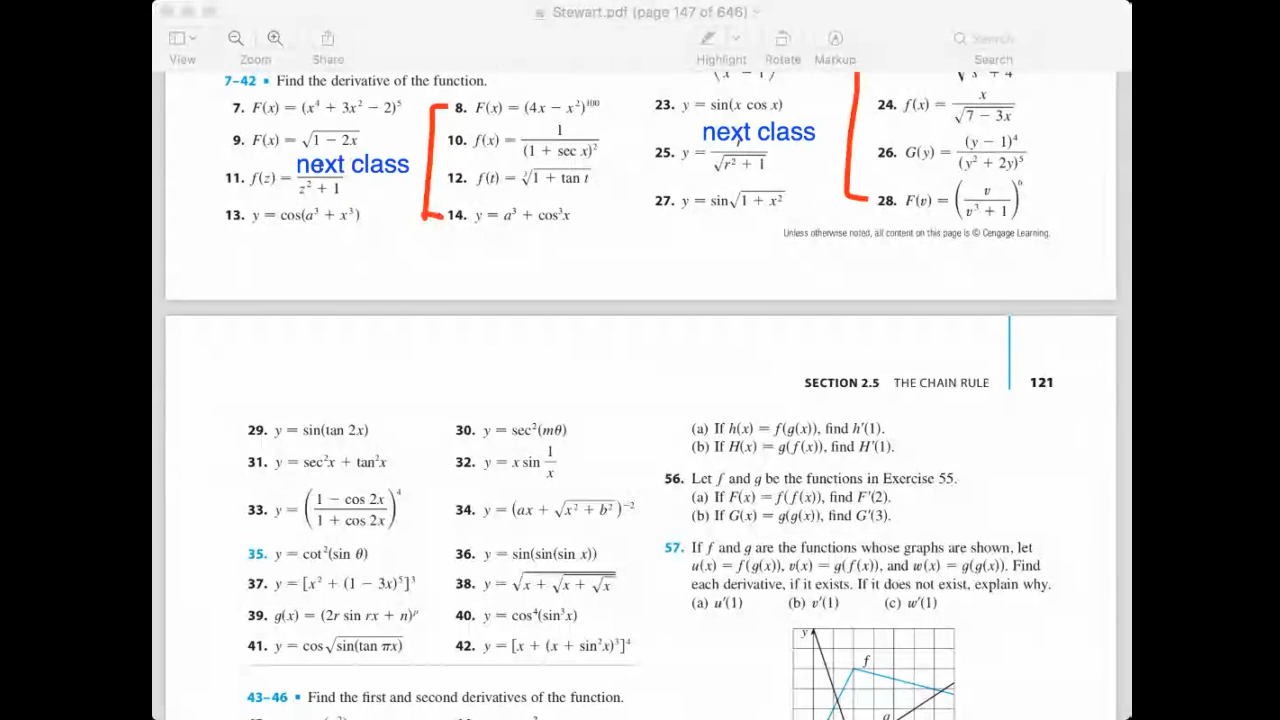 Stewart.pdf (page 147 of 646)
View Zoom Share Highlight Rotate Markup Search
Search
7–42 ▪ Find the derivative of the function.
7. F(x) = (x⁴ + 3x² − 2)⁵
8. F(x) = (4x − x²)¹⁰⁰
9. F(x) = √(1 − 2x)
10. f(x) = 1 / (1 + sec x)²
next class
11. f(z) = / z² + 1
12. f(t) = ∛(1 + tan t)
13. y = cos(a³ + x³)
14. y = a³ + cos³x
23. y = sin(x cos x)
24. f(x) = x / √(7 − 3x)
next class
25. y = r / √(r² + 1)
26. G(y) = (y − 1)⁴ / (y² + 2y)⁵
27. y = sin√(1 + x²)
28. F(v) = (v / v³ + 1)⁶
Unless otherwise noted, all content on this page is © Cengage Learning.
SECTION 2.5 THE CHAIN RULE 121
29. y = sin(tan 2x)
30. y = sec²(mθ)
31. y = sec²x + tan²x
32. y = x sin 1/x
33. y = (1 − cos 2x / 1 + cos 2x)⁴
34. y = (ax + √(x² + b²))⁻²
35. y = cot²(sin θ)
36. y = sin(sin(sin x))
37. y = [x² + (1 − 3x)⁵]³
38. y = √(x + √(x + √x))
39. g(x) = (2r sin rx + n)ᵖ
40. y = cos⁴(sin³x)
41. y = cos√(sin(tan πx))
42. y = [x + (x + sin²x)³]⁴
43–46 ▪ Find the first and second derivatives of the function.
(a) If h(x) = f(g(x)), find h′(1).
(b) If H(x) = g(f(x)), find H′(1).
56. Let f and g be the functions in Exercise 55.
(a) If F(x) = f(f(x)), find F′(2).
(b) If G(x) = g(g(x)), find G′(3).
57. If f and g are the functions whose graphs are shown, let
u(x) = f(g(x)), v(x) = g(f(x)), and w(x) = g(g(x)). Find
each derivative, if it exists. If it does not exist, explain why.
(a) u′(1) (b) v′(1) (c) w′(1)
y
f
g